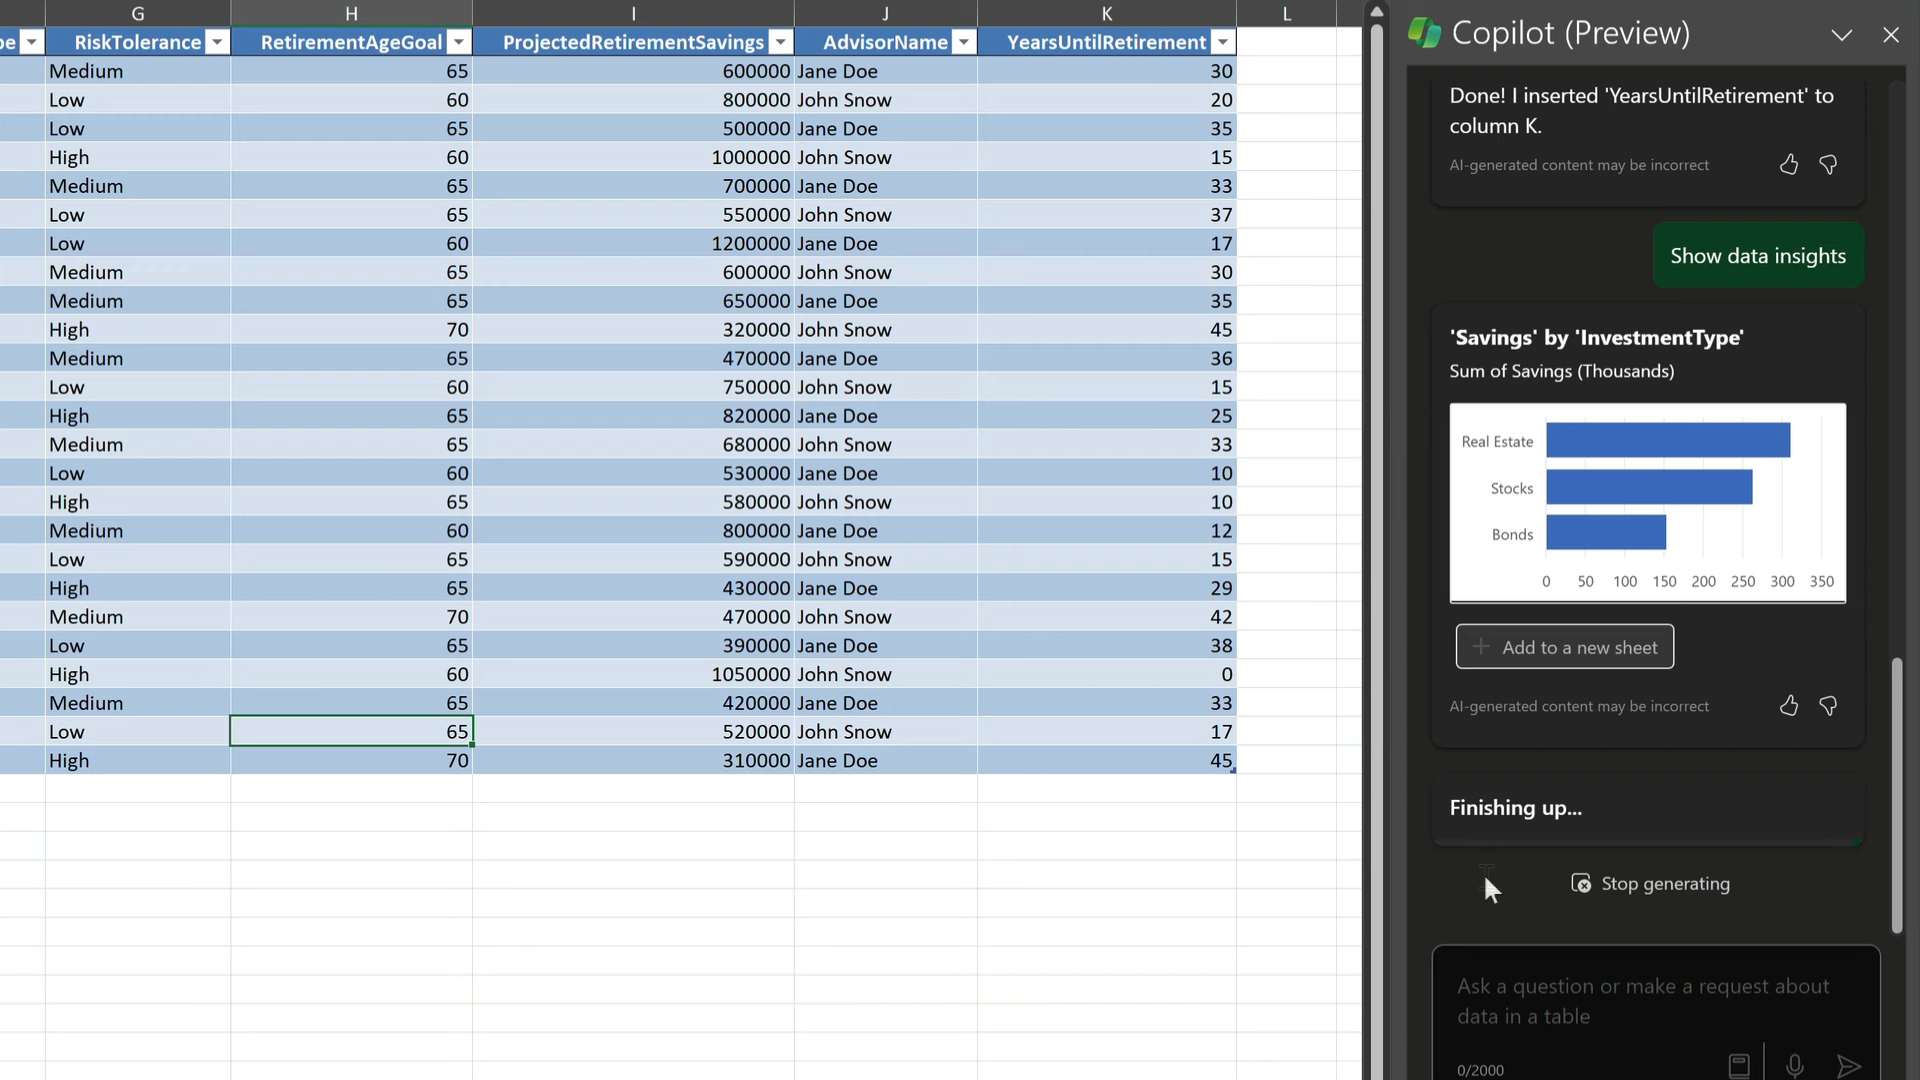 G H I J K L
pe RiskTolerance RetirementAgeGoal ProjectedRetirementSavings AdvisorName YearsUntilRetirement
Medium 65 600000 Jane Doe 30
Low 60 800000 John Snow 20
Low 65 500000 Jane Doe 35
High 60 1000000 John Snow 15
Medium 65 700000 Jane Doe 33
Low 65 550000 John Snow 37
Low 60 1200000 Jane Doe 17
Medium 65 600000 John Snow 30
Medium 65 650000 Jane Doe 35
High 70 320000 John Snow 45
Medium 65 470000 Jane Doe 36
Low 60 750000 John Snow 15
High 65 820000 Jane Doe 25
Medium 65 680000 John Snow 33
Low 60 530000 Jane Doe 10
High 65 580000 John Snow 10
Medium 60 800000 Jane Doe 12
Low 65 590000 John Snow 15
High 65 430000 Jane Doe 29
Medium 70 470000 John Snow 42
Low 65 390000 Jane Doe 38
High 60 1050000 John Snow 0
Medium 65 420000 Jane Doe 33
Low 65 520000 John Snow 17
High 70 310000 Jane Doe 45
Copilot (Preview)
Done! I inserted 'YearsUntilRetirement' to
column K.
AI-generated content may be incorrect
Show data insights
'Savings' by 'InvestmentType'
Sum of Savings (Thousands)
Real Estate
Stocks
Bonds
0 50 100 150 200 250 300 350
Add to a new sheet
AI-generated content may be incorrect
Finishing up...
Stop generating
Ask a question or make a request about
data in a table
0/2000